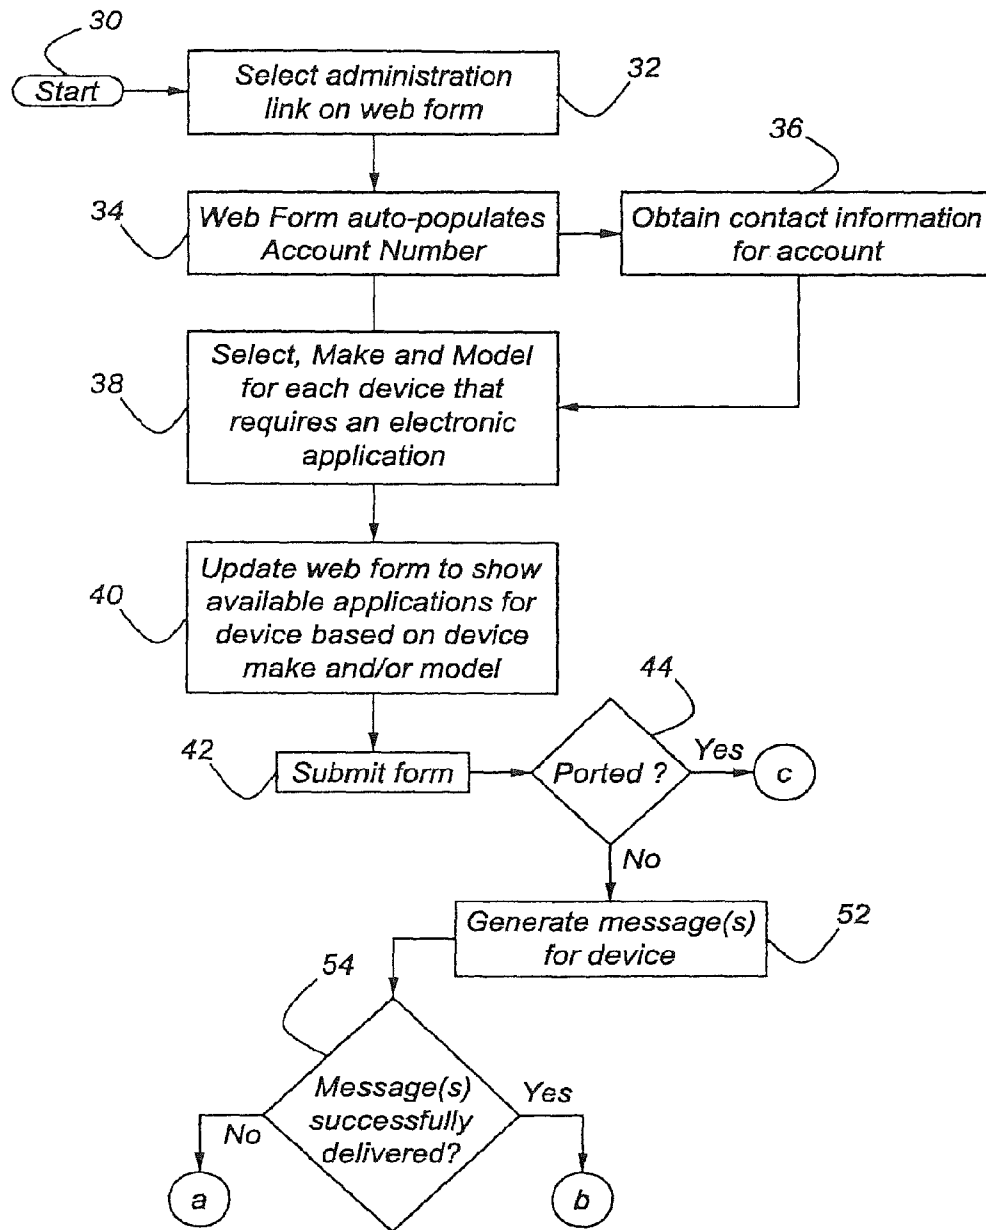 30
Start
Select administration
link on web form
32
34
Web Form auto-populates
Account Number
36
Obtain contact information
for account
38
Select, Make and Model
for each device that
requires an electronic
application
40
Update web form to show
available applications for
device based on device
make and/or model
42
Submit form
44
Ported ?
Yes
c
No
Generate message(s)
for device
52
54
Message(s)
successfully
delivered?
No
a
Yes
b